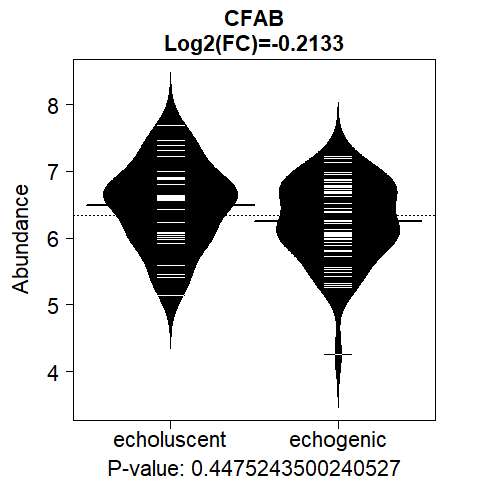 CFAB
Log2(FC)=-0.2133
Abundance
8
7
6
5
4
echoluscent echogenic
P-value: 0.4475243500240527